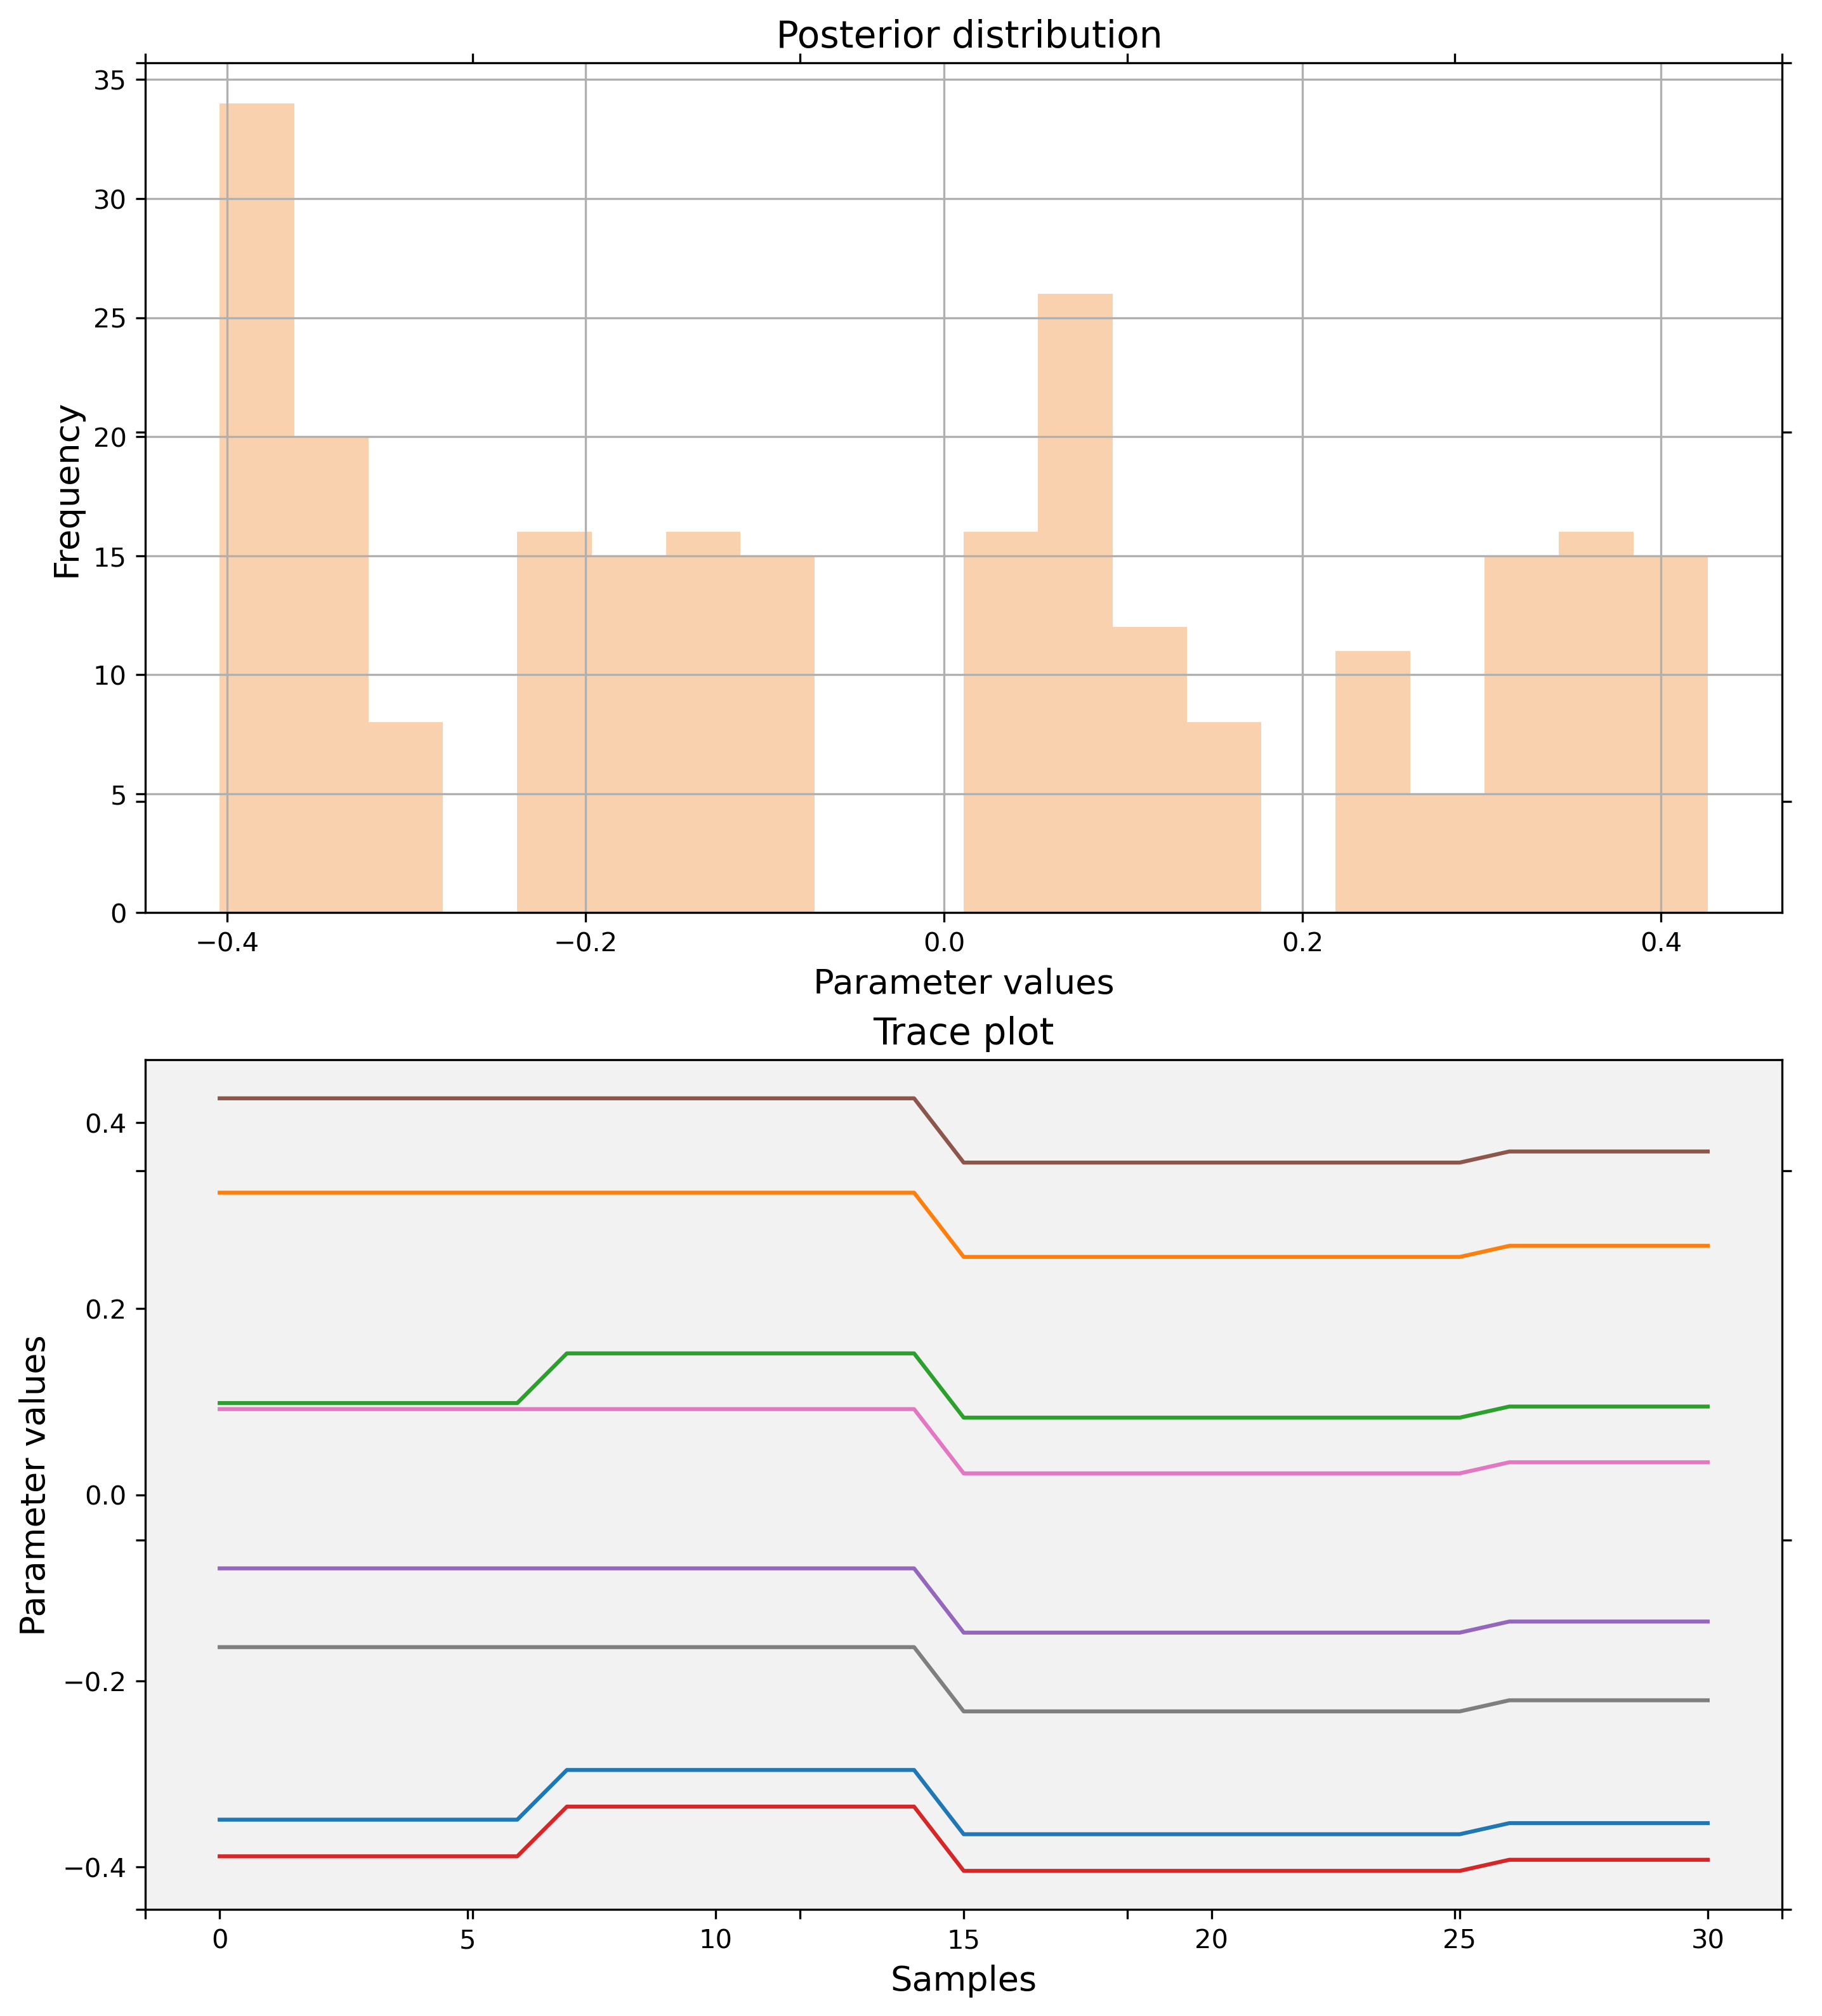 Posterior distribution
35
30
25
20
15
10
5
0
Frequency
−0.4 −0.2 0.0 0.2 0.4
Parameter values
Trace plot
0.4
0.2
0.0
−0.2
−0.4
Parameter values
0 5 10 15 20 25 30
Samples